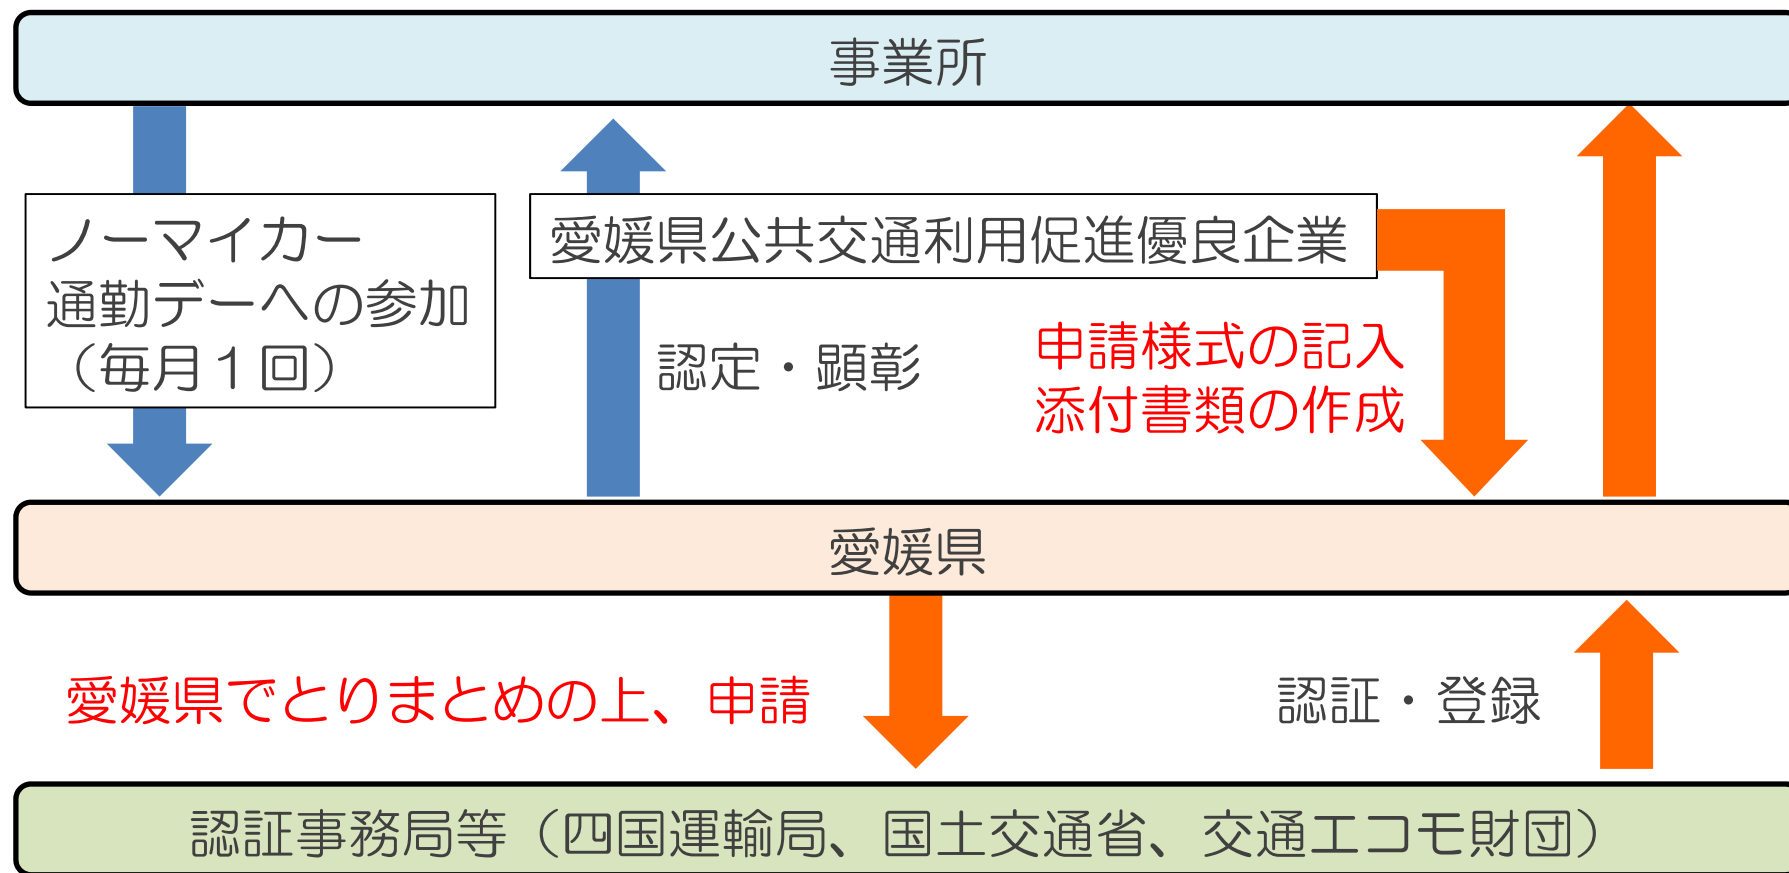 事業所
ノーマイカー
通勤デーへの参加
（毎月１回）
愛媛県公共交通利用促進優良企業
認定・顕彰
申請様式の記入
添付書類の作成
愛媛県
愛媛県でとりまとめの上、申請
認証・登録
認証事務局等（四国運輸局、国土交通省、交通エコモ財団）